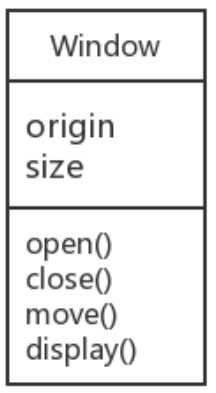 Window
origin
size
open()
close()
move()
display()